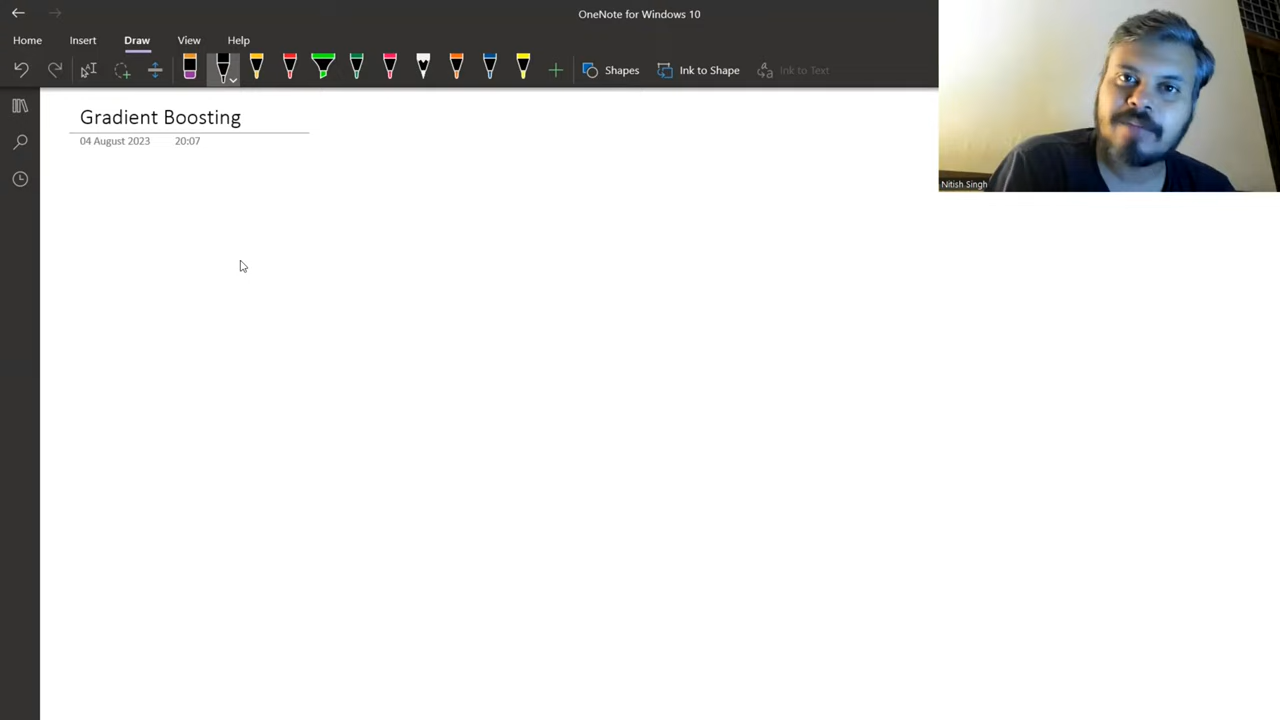 OneNote for Windows 10
Home Insert Draw View Help
Shapes Ink to Shape Ink to Text
Gradient Boosting
04 August 2023 20:07
Nitish Singh